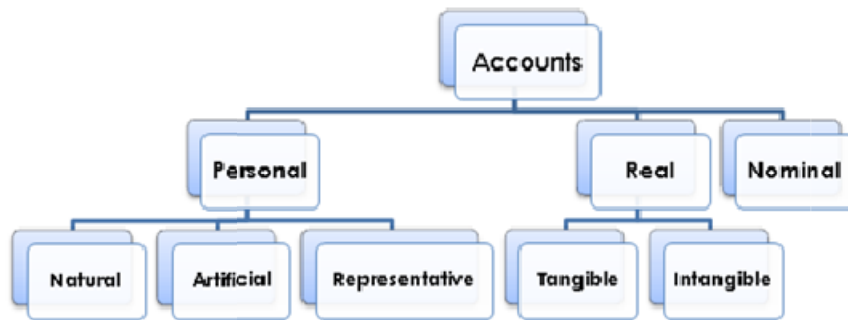 Accounts
Personal
Real
Nominal
Natural
Artificial
Representative
Tangible
Intangible